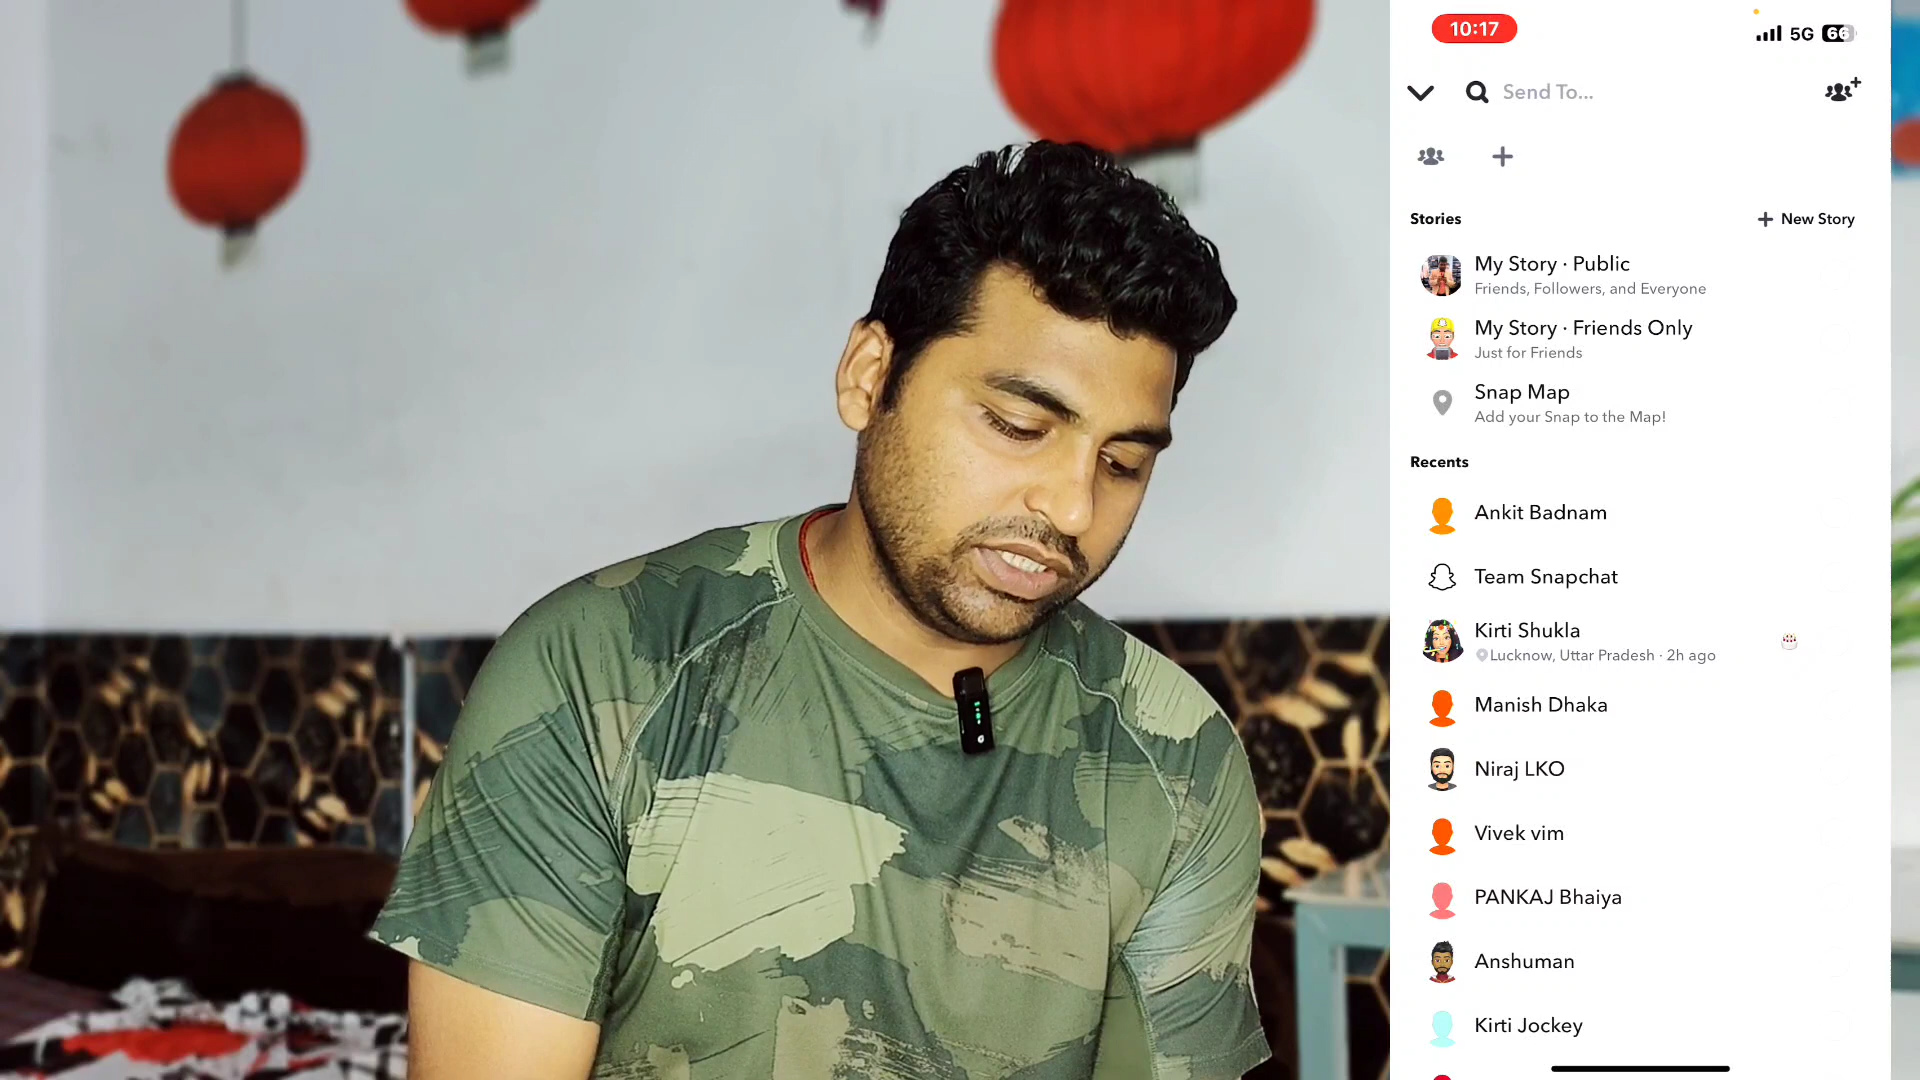 10:17
5G
66
Send To...
Stories
New Story
My Story · Public
Friends, Followers, and Everyone
My Story · Friends Only
Just for Friends
Snap Map
Add your Snap to the Map!
Recents
Ankit Badnam
Team Snapchat
Kirti Shukla
Lucknow, Uttar Pradesh · 2h ago
Manish Dhaka
Niraj LKO
Vivek vim
PANKAJ Bhaiya
Anshuman
Kirti Jockey